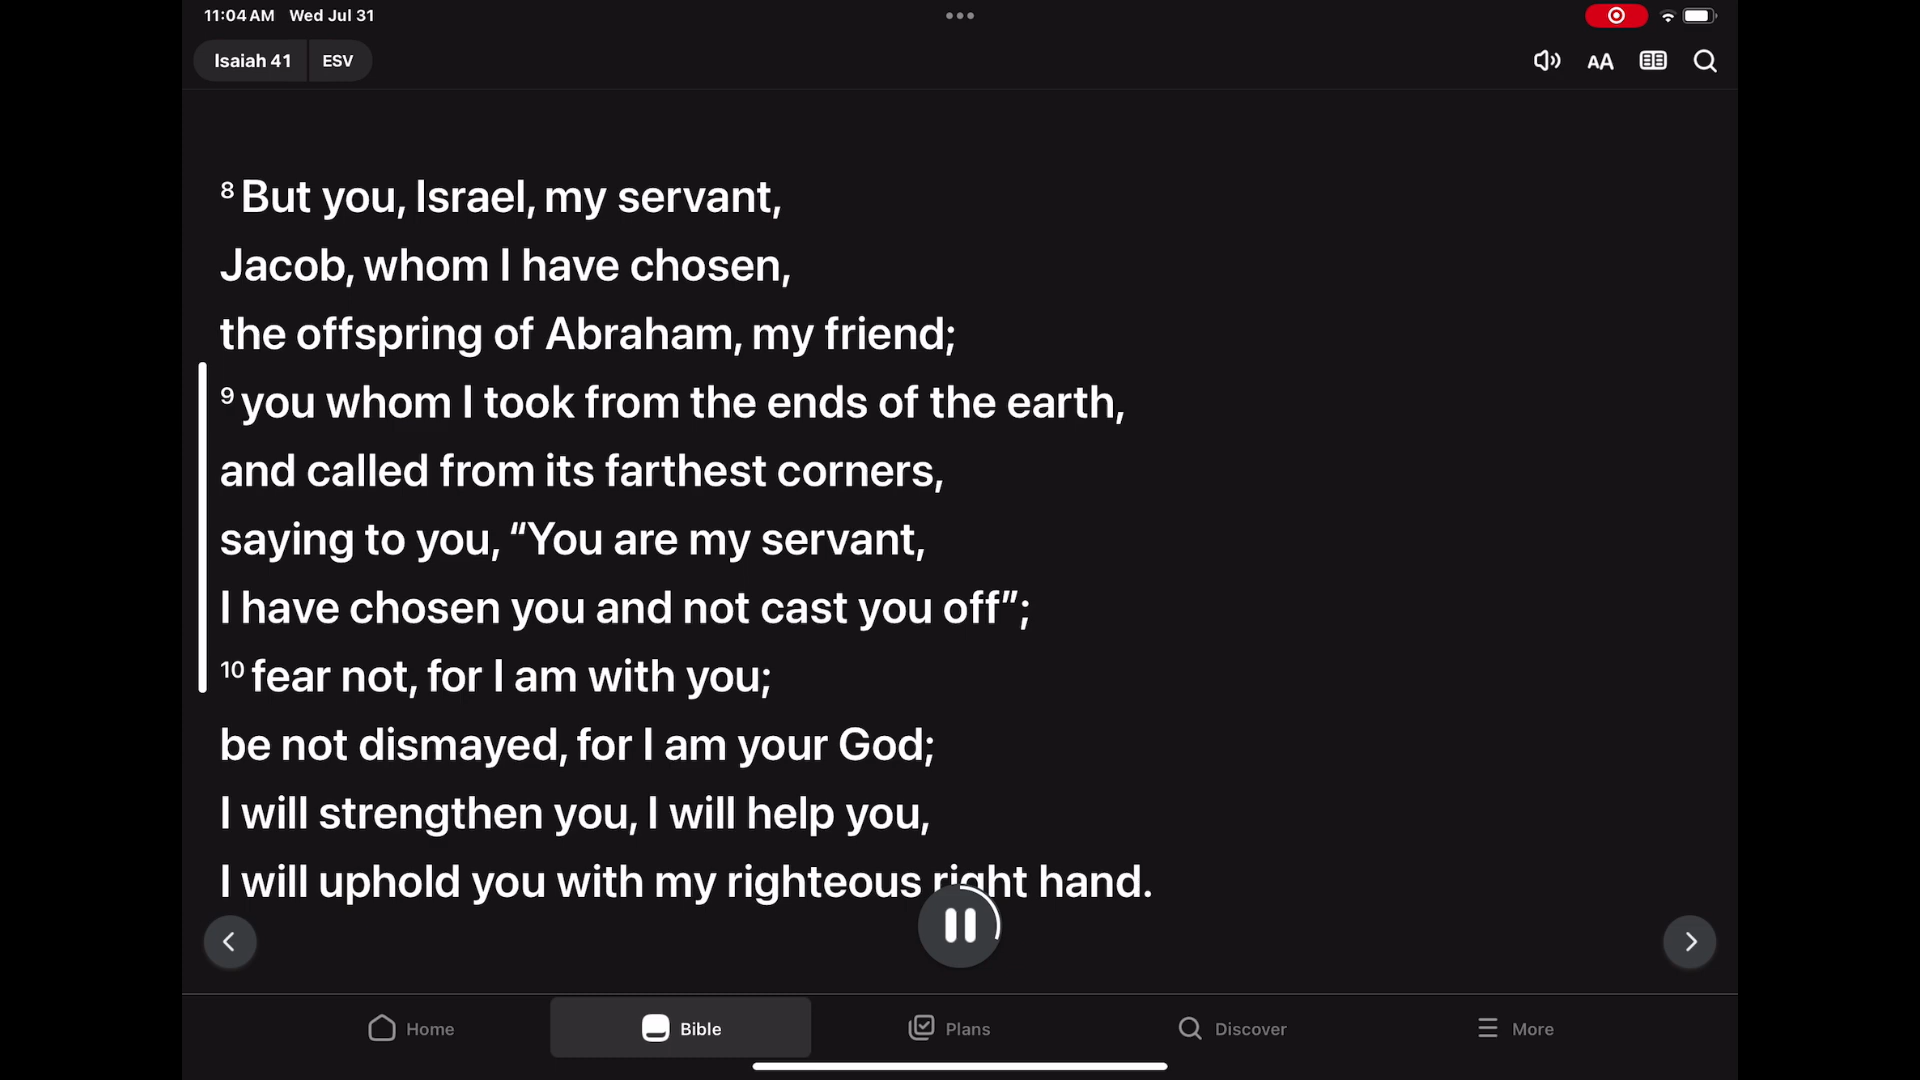 11:04 AM Wed Jul 31
Isaiah 41 ESV
AA
8 But you, Israel, my servant,
Jacob, whom I have chosen,
the offspring of Abraham, my friend;
9 you whom I took from the ends of the earth,
and called from its farthest corners,
saying to you, “You are my servant,
I have chosen you and not cast you off”;
10 fear not, for I am with you;
be not dismayed, for I am your God;
I will strengthen you, I will help you,
I will uphold you with my righteous right hand.
Home Bible Plans Discover More